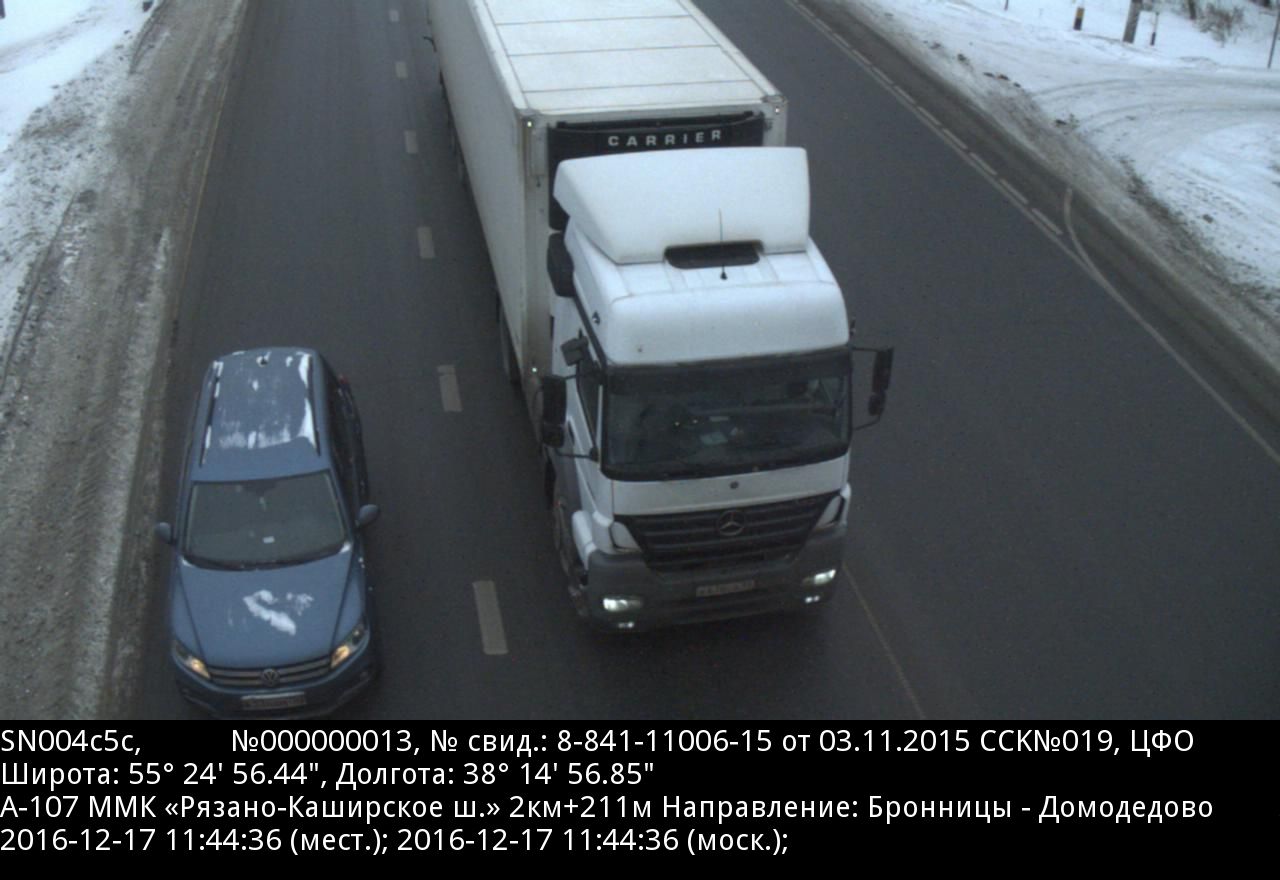 CARRIER
SN004c5c, №000000013, № свид.: 8-841-11006-15 от 03.11.2015 ССК№019, ЦФО
Широта: 55° 24' 56.44", Долгота: 38° 14' 56.85"
А-107 ММК «Рязано-Каширское ш.» 2км+211м Направление: Бронницы - Домодедово
2016-12-17 11:44:36 (мест.); 2016-12-17 11:44:36 (моск.);